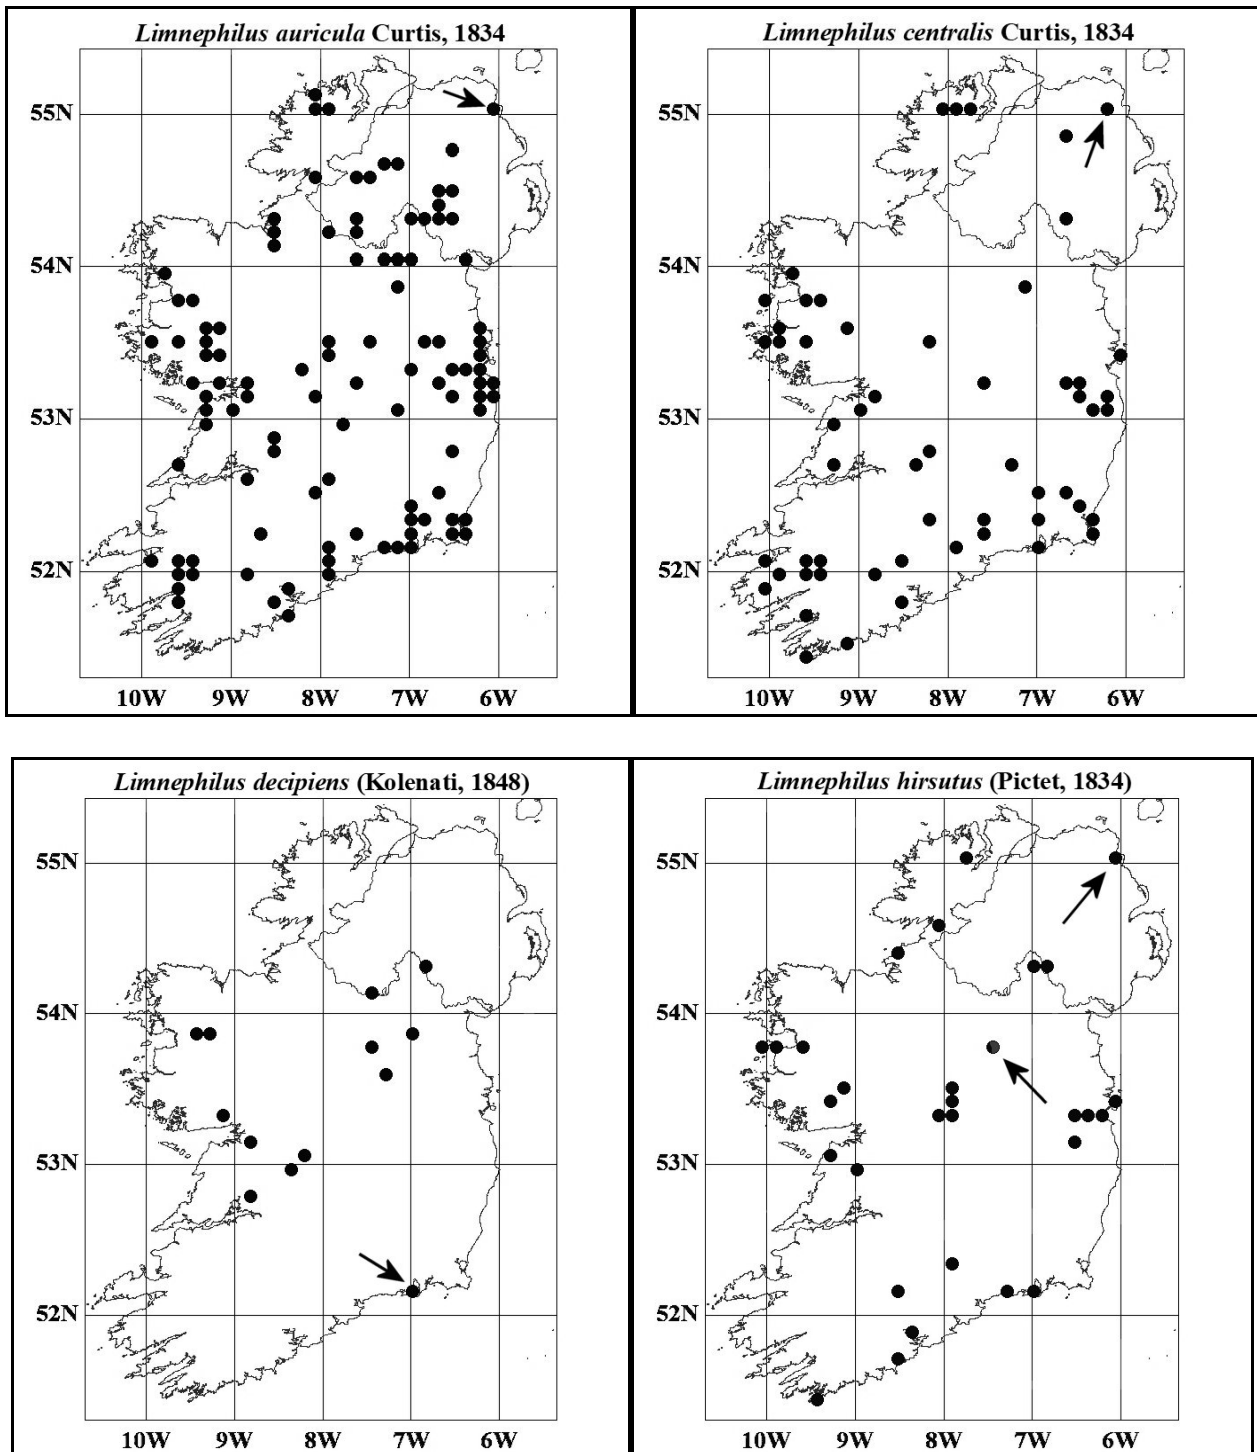 Limnephilus auricula Curtis, 1834
55N
54N
53N
52N
10W 9W 8W 7W 6W
Limnephilus centralis Curtis, 1834
55N
54N
53N
52N
10W 9W 8W 7W 6W
Limnephilus decipiens (Kolenati, 1848)
55N
54N
53N
52N
10W 9W 8W 7W 6W
Limnephilus hirsutus (Pictet, 1834)
55N
54N
53N
52N
10W 9W 8W 7W 6W